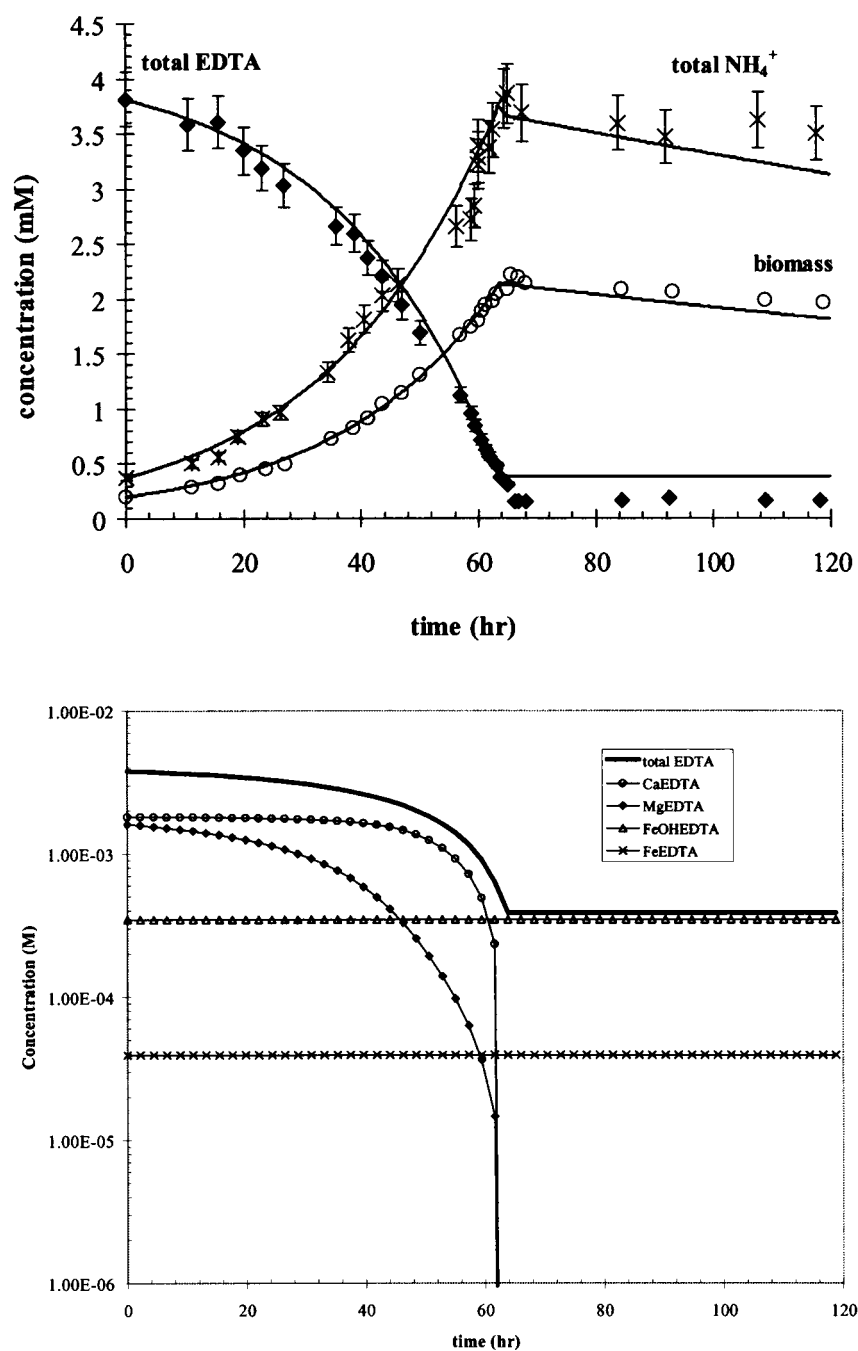 4.5
4
3.5
3
2.5
2
1.5
1
0.5
0
concentration (mM)
total EDTA
total NH₄⁺
biomass
0 20 40 60 80 100 120
time (hr)
1.00E-02
1.00E-03
1.00E-04
1.00E-05
1.00E-06
Concentration (M)
total EDTA
CaEDTA
MgEDTA
FeOHEDTA
FeEDTA
0 20 40 60 80 100 120
time (hr)